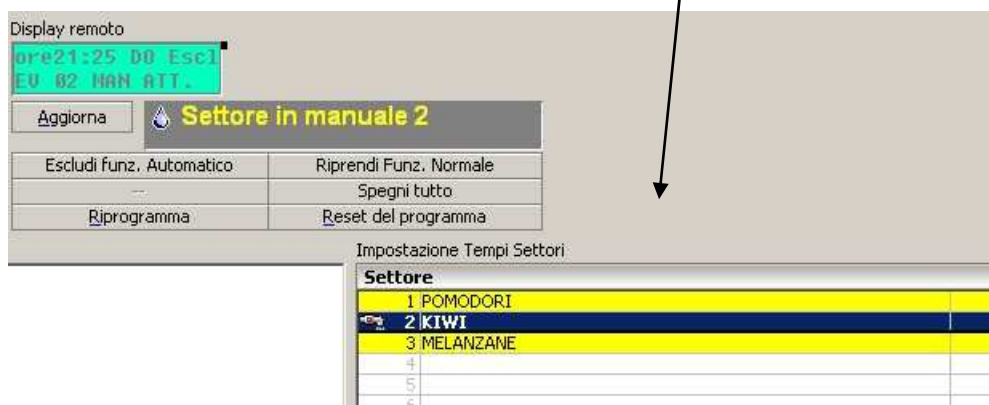 Display remoto
ore21:25 DO Escl
EV 02 MAN ATT.
Aggiorna
Settore in manuale 2
Escludi funz. Automatico Riprendi Funz. Normale
-- Spegni tutto
Riprogramma Reset del programma
Impostazione Tempi Settori
Settore
1 POMODORI
2 KIWI
3 MELANZANE
4
5
6